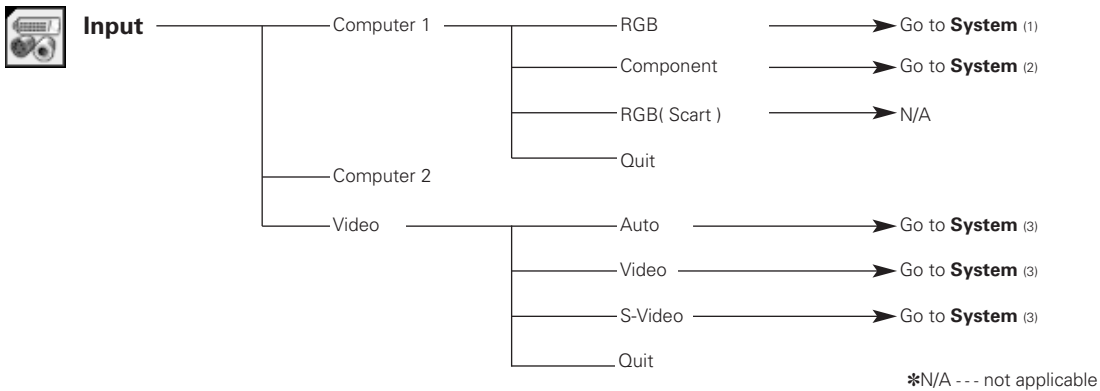 Input Computer 1 RGB Go to System (1)
Component Go to System (2)
RGB( Scart ) N/A
Quit
Computer 2
Video Auto Go to System (3)
Video Go to System (3)
S-Video Go to System (3)
Quit
✽N/A - - - not applicable